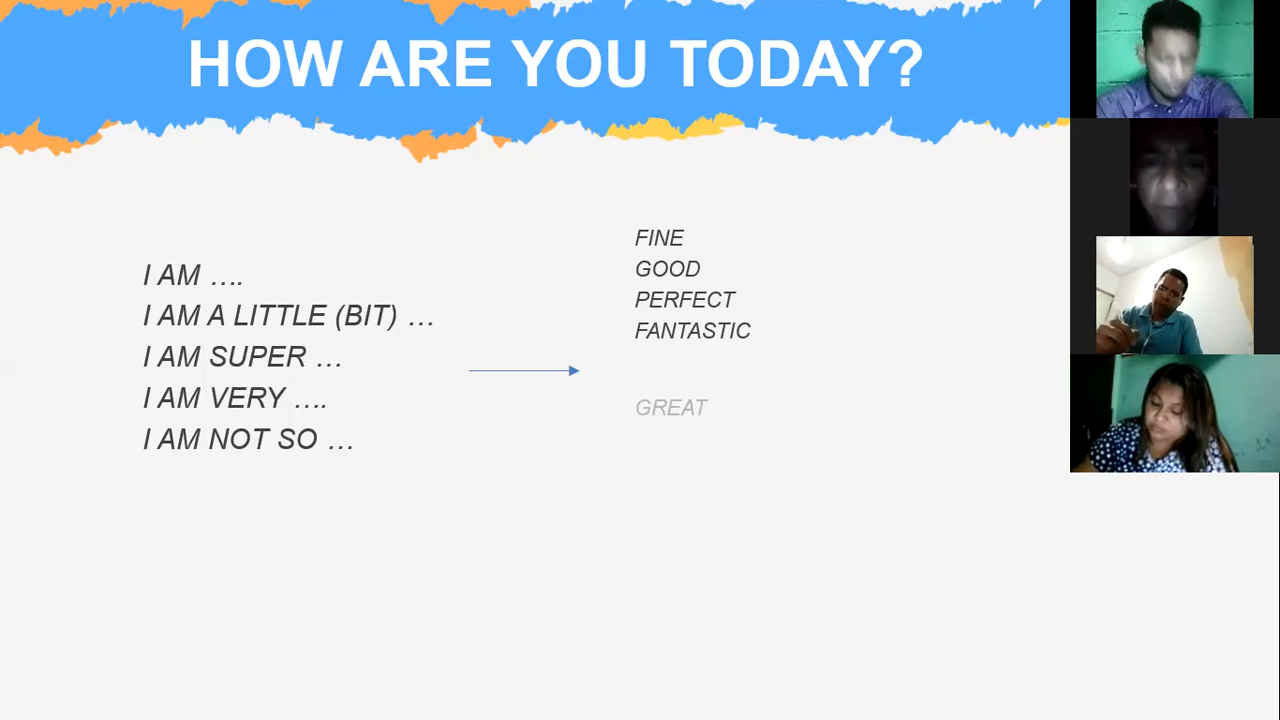 HOW ARE YOU TODAY?
I AM ….
I AM A LITTLE (BIT) …
I AM SUPER …
I AM VERY ….
I AM NOT SO …
FINE
GOOD
PERFECT
FANTASTIC
GREAT